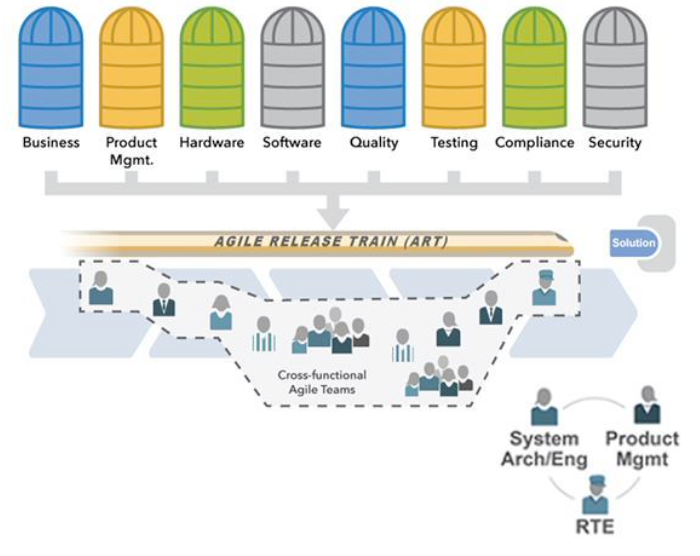 Business
Product
Mgmt.
Hardware
Software
Quality
Testing
Compliance
Security
AGILE RELEASE TRAIN (ART)
Solution
Cross-functional
Agile Teams
System
Arch/Eng
Product
Mgmt
RTE